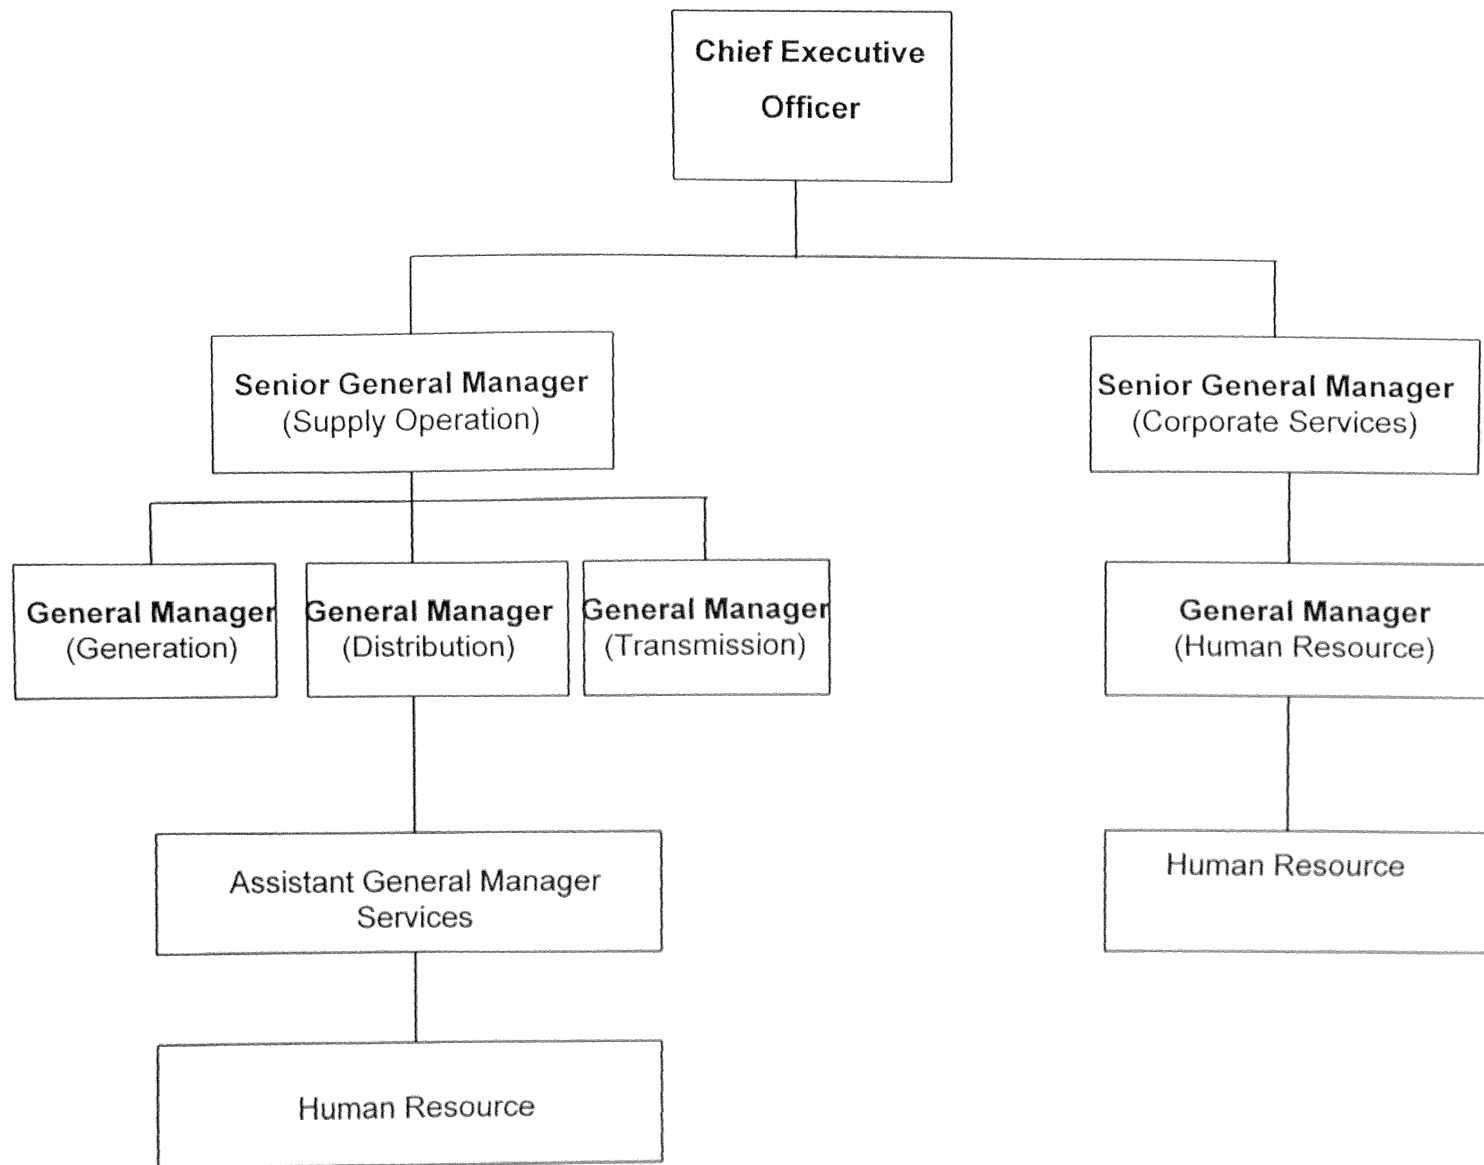 Chief Executive
Officer
Senior General Manager
(Supply Operation)
Senior General Manager
(Corporate Services)
General Manager
(Generation)
General Manager
(Distribution)
General Manager
(Transmission)
General Manager
(Human Resource)
Assistant General Manager
Services
Human Resource
Human Resource